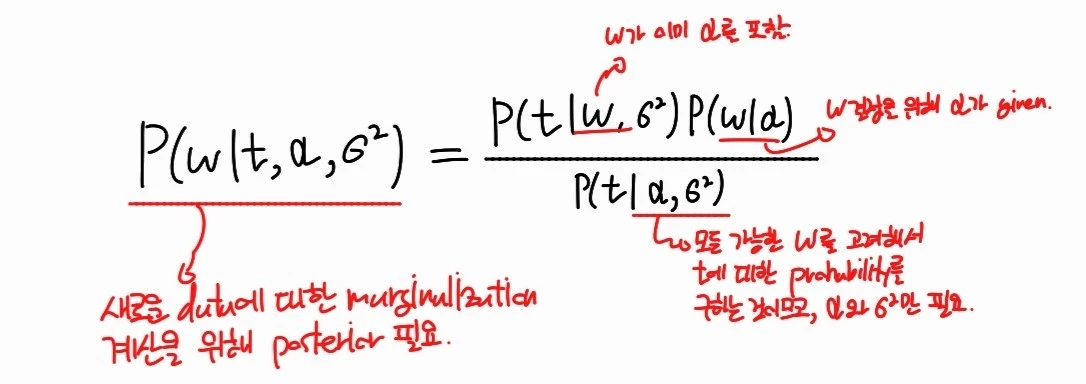 w가 이미 α를 포함.
P(w|t, α, σ²) = P(t|w, σ²) P(w|α)
w결정을 위해 α가 given.
P(t|α, σ²)
모든 가능한 w를 고려해서
t에 대한 probability를
구하는 것이므로, α와 σ²만 필요.
새로운 data에 대한 marginalization
계산을 위해 posterior 필요.